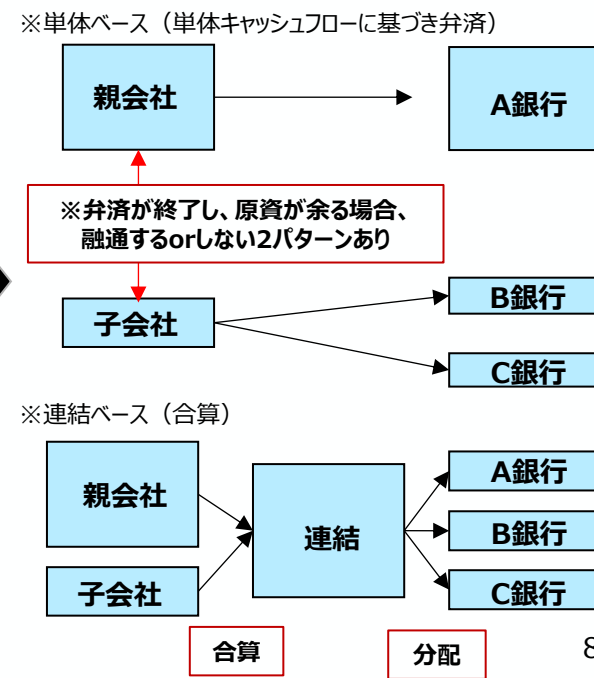 ※単体ベース（単体キャッシュフローに基づき弁済）
親会社
A銀行
※弁済が終了し、原資が余る場合、
融通するorしない2パターンあり
子会社
B銀行
C銀行
※連結ベース（合算）
親会社
子会社
連結
A銀行
B銀行
C銀行
合算
分配
8